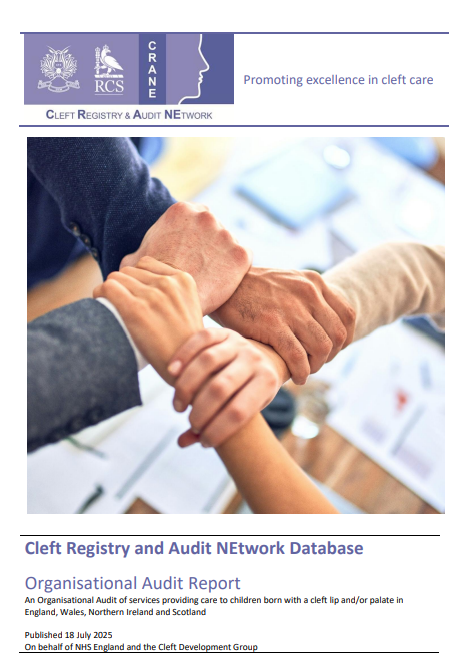 CRANE
RCS
Promoting excellence in cleft care
CLEFT REGISTRY & AUDIT NETWORK
Cleft Registry and Audit NEtwork Database
Organisational Audit Report
An Organisational Audit of services providing care to children born with a cleft lip and/or palate in
England, Wales, Northern Ireland and Scotland
Published 18 July 2025
On behalf of NHS England and the Cleft Development Group